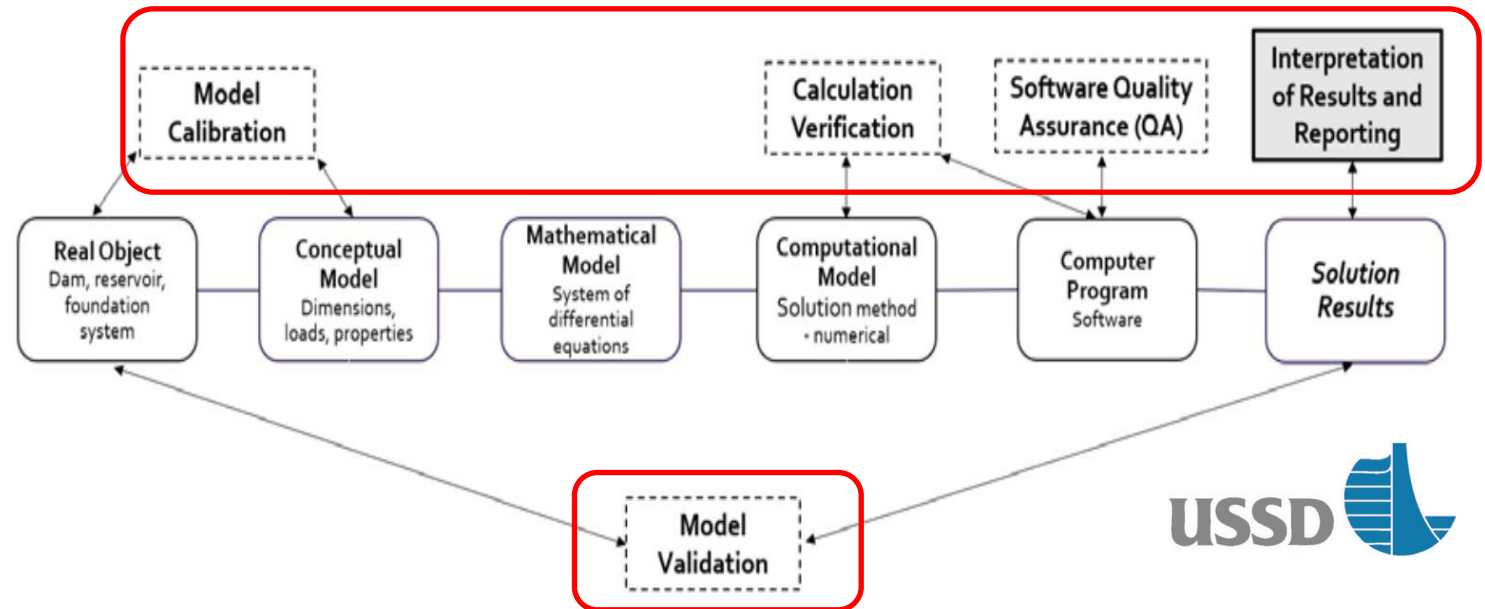 Model
Calibration
Calculation
Verification
Software Quality
Assurance (QA)
Interpretation
of Results and
Reporting
Real Object
Dam, reservoir,
foundation
system
Conceptual
Model
Dimensions,
loads, properties
Mathematical
Model
System of
differential
equations
Computational
Model
Solution method
- numerical
Computer
Program
Software
Solution
Results
Model
Validation
USSD